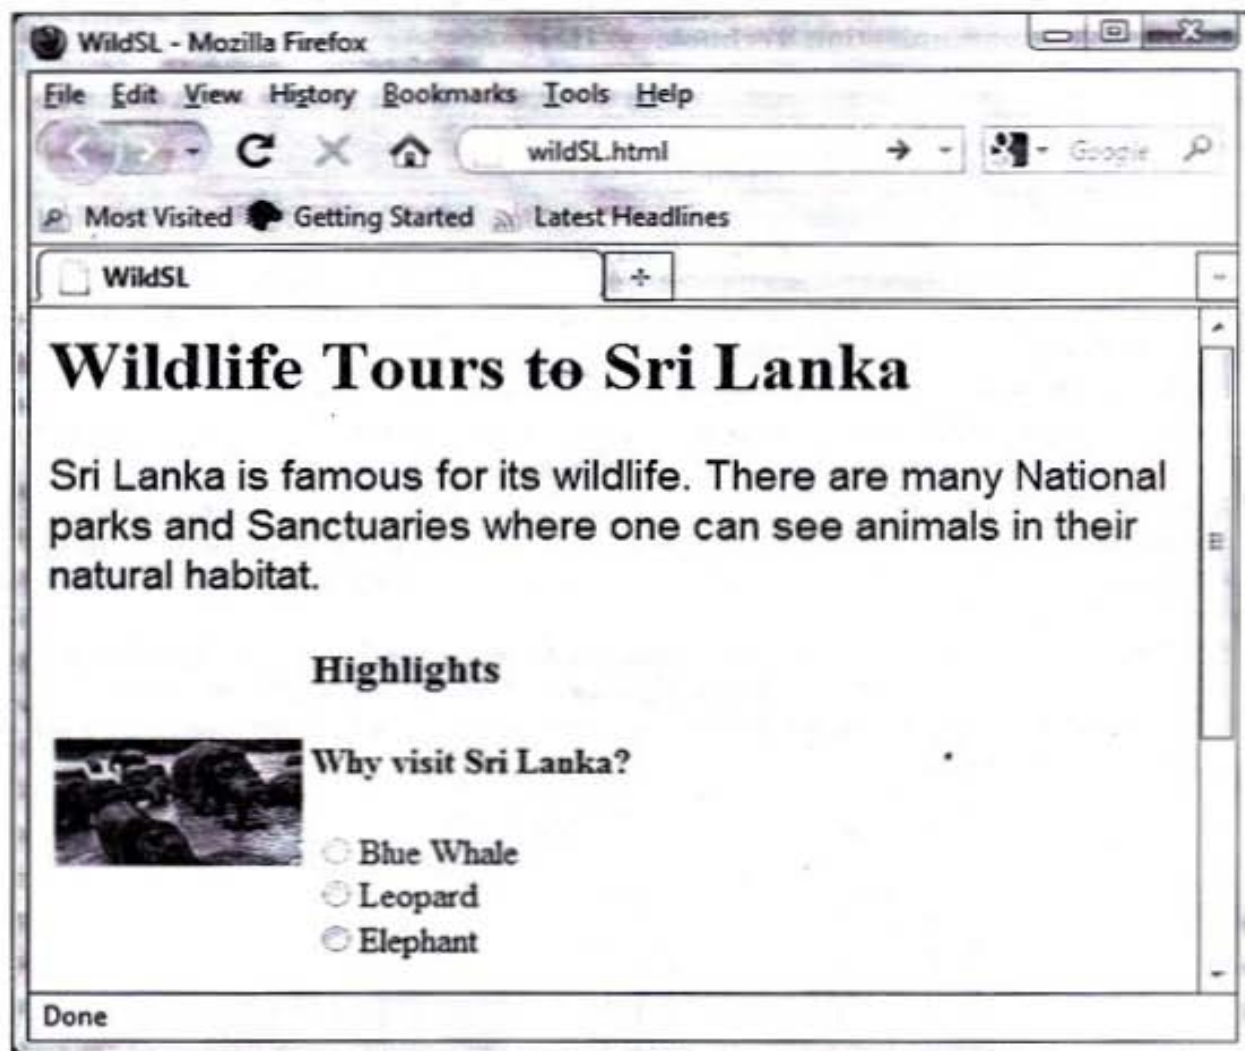 WildSL - Mozilla Firefox
File Edit View History Bookmarks Tools Help
wildSL.html
Google
Most Visited Getting Started Latest Headlines
WildSL
Wildlife Tours to Sri Lanka
Sri Lanka is famous for its wildlife. There are many National
parks and Sanctuaries where one can see animals in their
natural habitat.
Highlights
Why visit Sri Lanka?
Blue Whale
Leopard
Elephant
Done